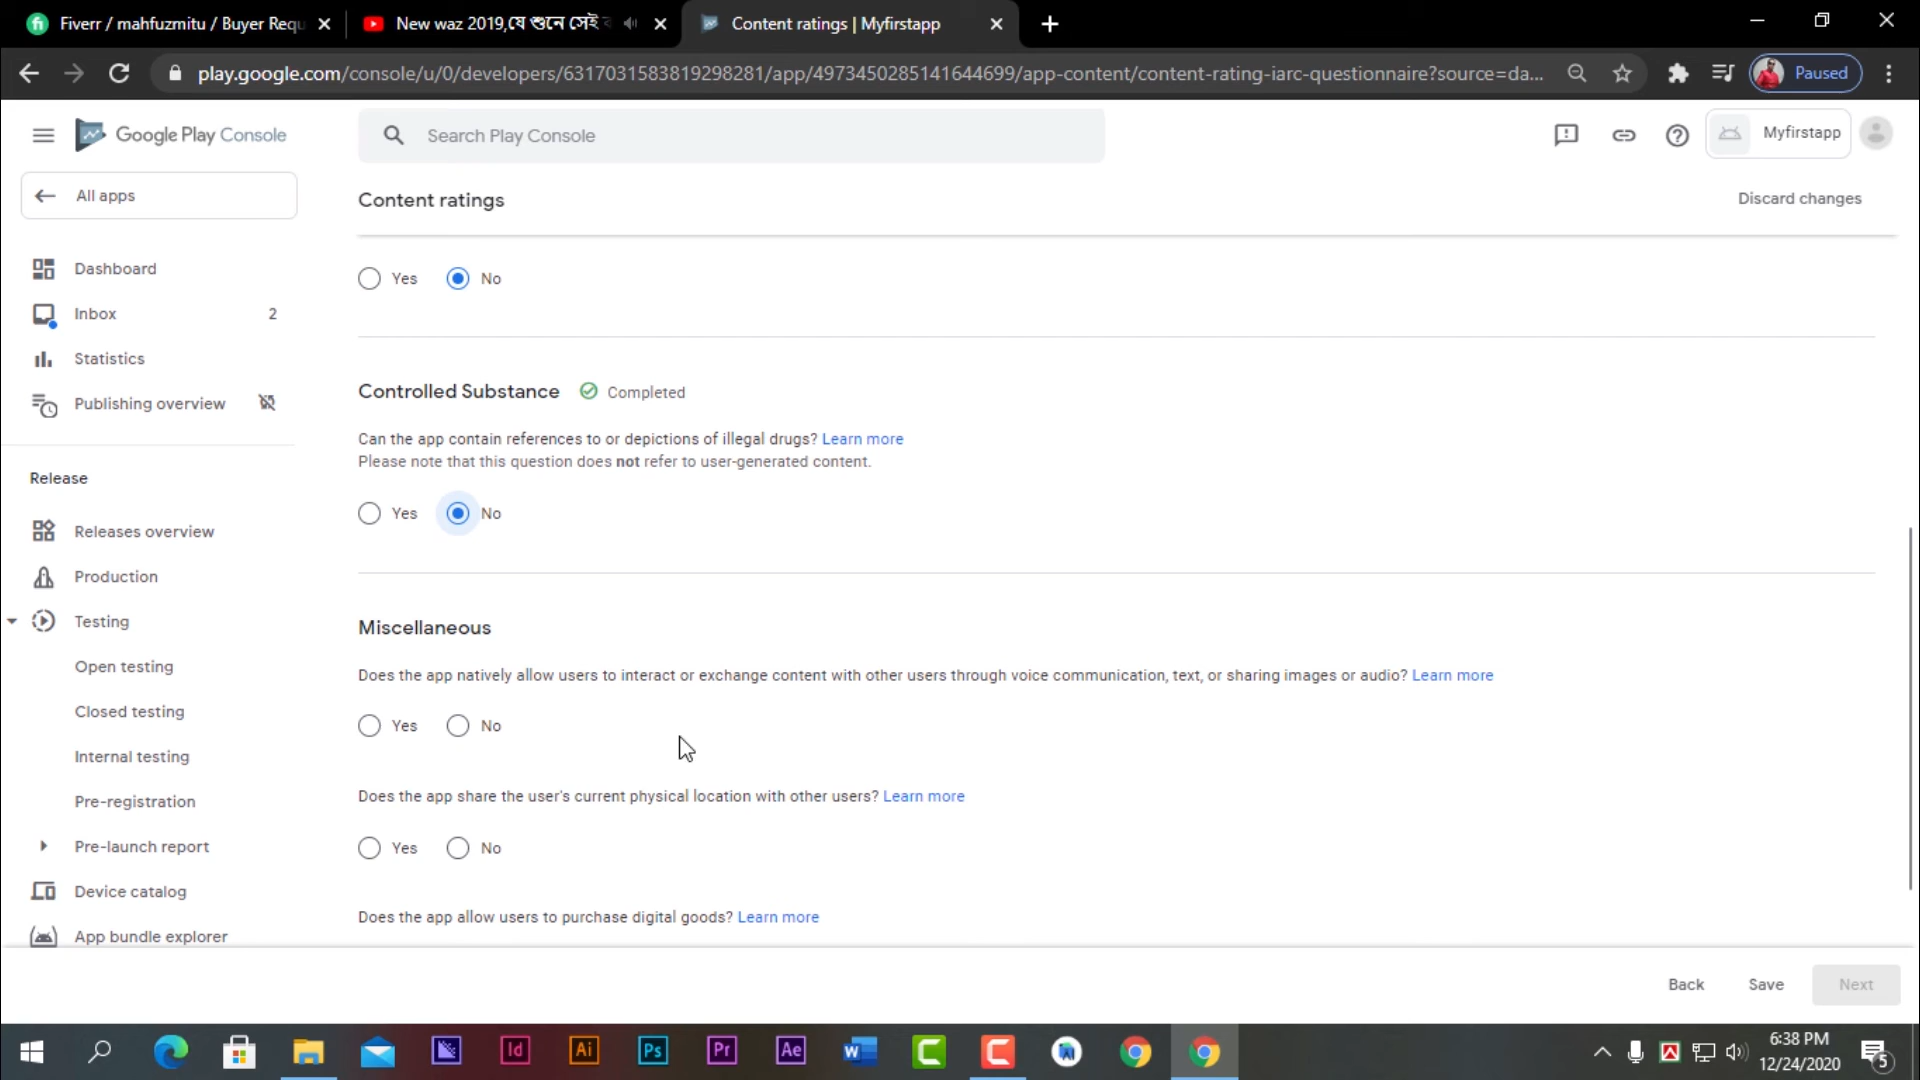 Fiverr / mahfuzmitu / Buyer Requ
New waz 2019,যে শুনে সেই
Content ratings | Myfirstapp
play.google.com/console/u/0/developers/6317031583819298281/app/4973450285141644699/app-content/content-rating-iarc-questionnaire?source=da...
Paused
Google Play Console
Search Play Console
Myfirstapp
All apps
Content ratings
Discard changes
Dashboard
Inbox 2
Statistics
Publishing overview
Release
Releases overview
Production
Testing
Open testing
Closed testing
Internal testing
Pre-registration
Pre-launch report
Device catalog
App bundle explorer
Yes No
Controlled Substance Completed
Can the app contain references to or depictions of illegal drugs? Learn more
Please note that this question does not refer to user-generated content.
Yes No
Miscellaneous
Does the app natively allow users to interact or exchange content with other users through voice communication, text, or sharing images or audio? Learn more
Yes No
Does the app share the user's current physical location with other users? Learn more
Yes No
Does the app allow users to purchase digital goods? Learn more
Back Save Next
Id Ai Ps Pr Ae W
6:38 PM
12/24/2020
5